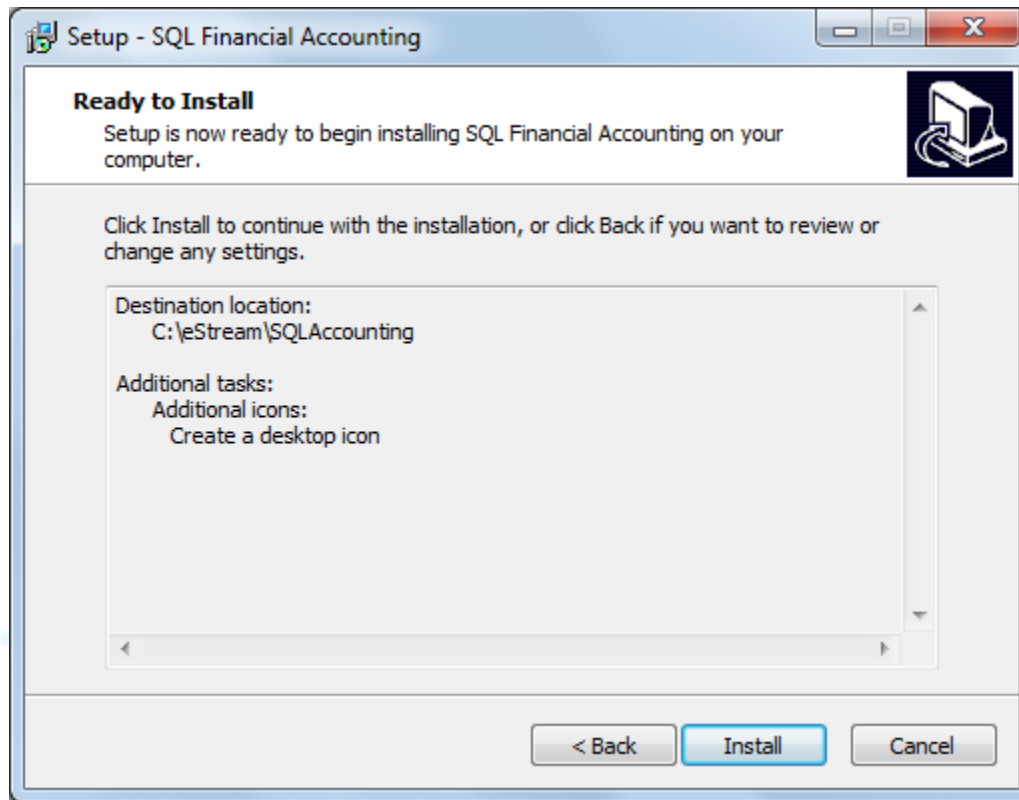 Setup - SQL Financial Accounting
Ready to Install
Setup is now ready to begin installing SQL Financial Accounting on your
computer.
Click Install to continue with the installation, or click Back if you want to review or
change any settings.
Destination location:
C:\eStream\SQLAccounting
Additional tasks:
Additional icons:
Create a desktop icon
< Back
Install
Cancel